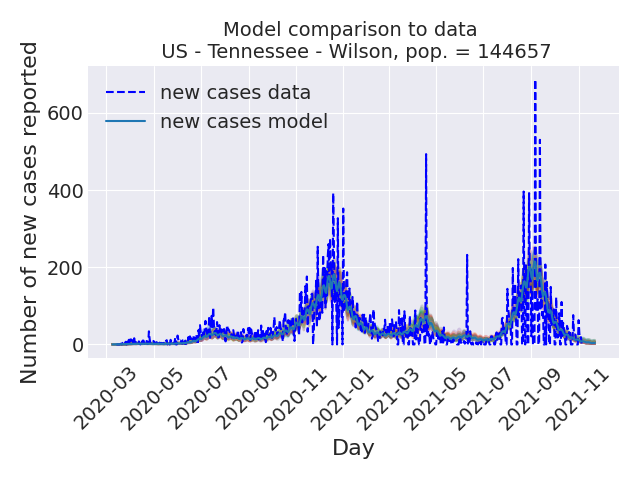 Model comparison to data
US - Tennessee - Wilson, pop. = 144657
new cases data
new cases model
Number of new cases reported
600
400
200
0
2020-03
2020-05
2020-07
2020-09
2020-11
2021-01
2021-03
2021-05
2021-07
2021-09
2021-11
Day